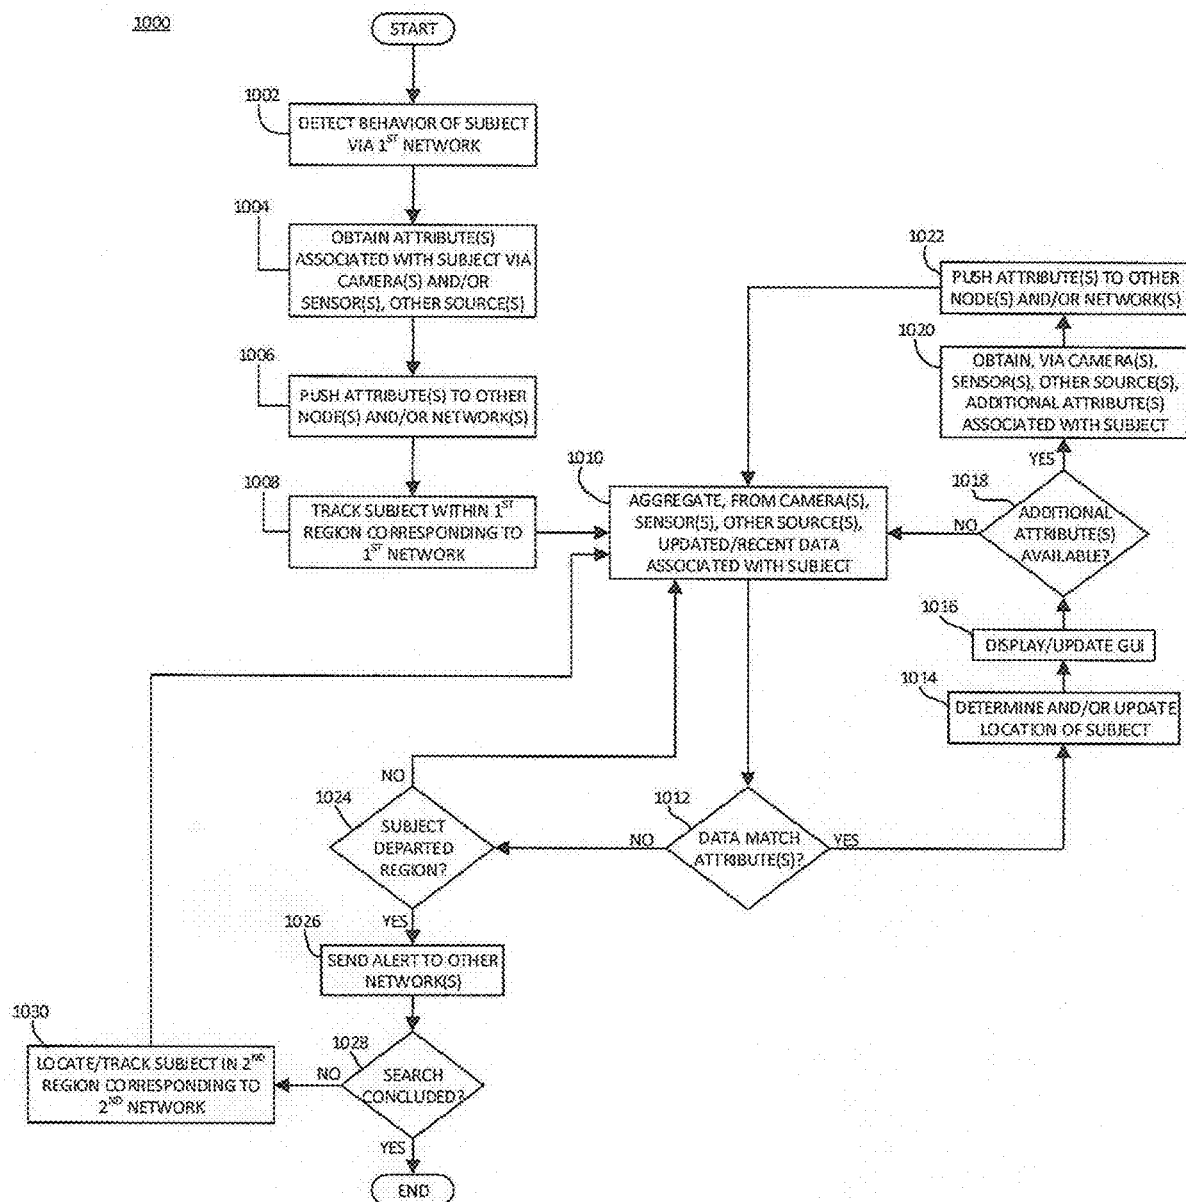 1000
START
1002
DETECT BEHAVIOR OF SUBJECT
VIA 1ST NETWORK
1004
OBTAIN ATTRIBUTE(S)
ASSOCIATED WITH SUBJECT VIA
CAMERA(S) AND/OR
SENSOR(S), OTHER SOURCE(S)
1006
PUSH ATTRIBUTE(S) TO OTHER
NODE(S) AND/OR NETWORK(S)
1008
TRACK SUBJECT WITHIN 1ST
REGION CORRESPONDING TO
1ST NETWORK
1010
AGGREGATE, FROM CAMERA(S),
SENSOR(S), OTHER SOURCE(S),
UPDATED/RECENT DATA
ASSOCIATED WITH SUBJECT
1022
PUSH ATTRIBUTE(S) TO OTHER
NODE(S) AND/OR NETWORK(S)
1020
OBTAIN, VIA CAMERA(S),
SENSOR(S), OTHER SOURCE(S),
ADDITIONAL ATTRIBUTE(S)
ASSOCIATED WITH SUBJECT
YES
1018
NO
ADDITIONAL
ATTRIBUTE(S)
AVAILABLE?
1016
DISPLAY/UPDATE GUI
1014
DETERMINE AND/OR UPDATE
LOCATION OF SUBJECT
1012
DATA MATCH
ATTRIBUTE(S)?
YES
NO
1024
NO
SUBJECT
DEPARTED
REGION?
YES
1026
SEND ALERT TO OTHER
NETWORK(S)
1028
SEARCH
CONCLUDED?
NO
1030
LOCATE/TRACK SUBJECT IN 2ND
REGION CORRESPONDING TO
2ND NETWORK
YES
END